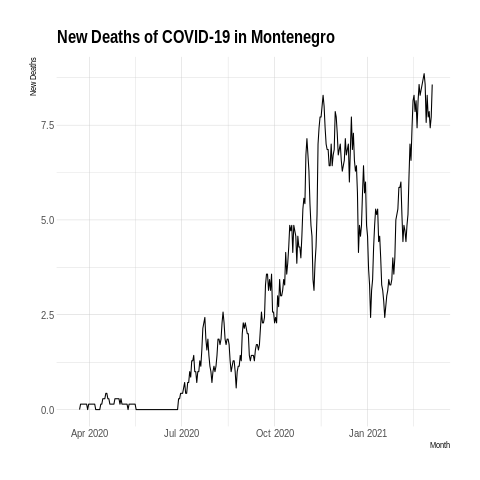 New Deaths of COVID-19 in Montenegro
New Deaths
7.5
5.0
2.5
0.0
Apr 2020 Jul 2020 Oct 2020 Jan 2021
Month